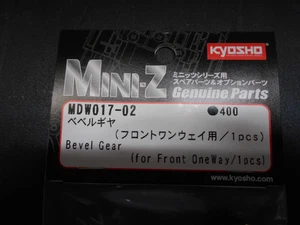 KYOSHO
MINI-Z
ミニッツシリーズ用
スペアパーツ&オプションパーツ
Genuine Parts
MDW017-02 ●400
ベベルギヤ
(フロントワンウェイ用/1pcs)
Bevel Gear
(for Front OneWay/1pcs)
www.kyosho.com